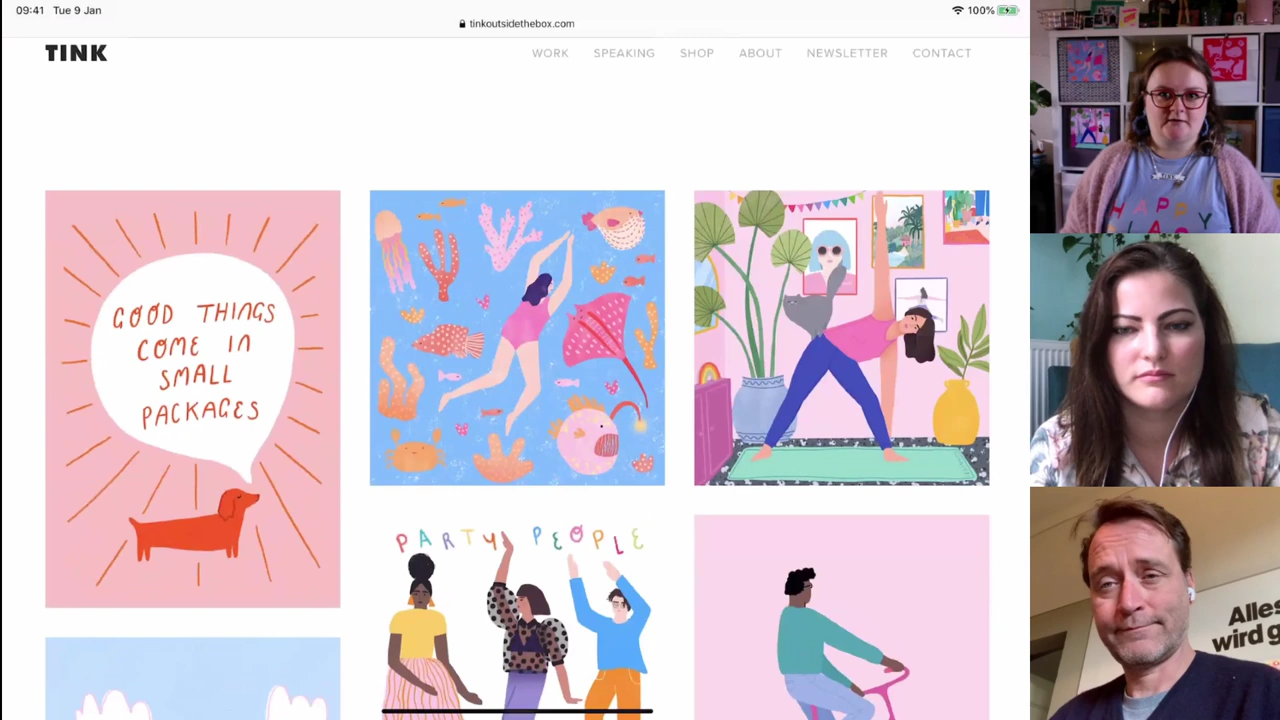 09:41 Tue 9 Jan
tinkoutsidethebox.com
100%
TINK
WORK SPEAKING SHOP ABOUT NEWSLETTER CONTACT
GOOD THINGS
COME IN
SMALL
PACKAGES
PARTY PEOPLE
HAPPY
Alles
wird g